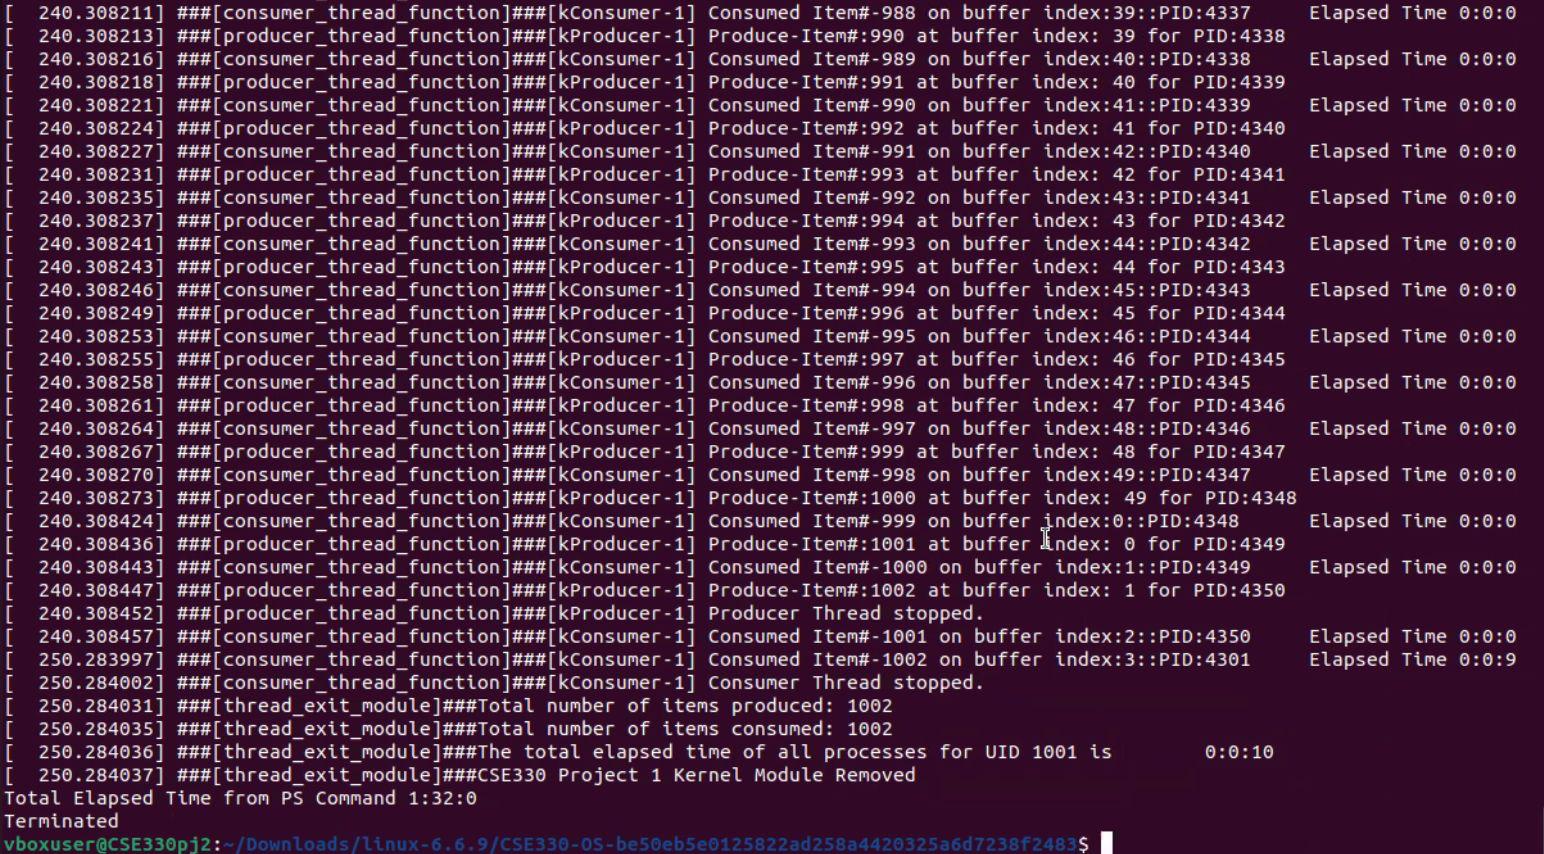 [  240.308211] ###[consumer_thread_function]###[kConsumer-1] Consumed Item#-988 on buffer index:39::PID:4337     Elapsed Time 0:0:0
[  240.308213] ###[producer_thread_function]###[kProducer-1] Produce-Item#:990 at buffer index: 39 for PID:4338
[  240.308216] ###[consumer_thread_function]###[kConsumer-1] Consumed Item#-989 on buffer index:40::PID:4338     Elapsed Time 0:0:0
[  240.308218] ###[producer_thread_function]###[kProducer-1] Produce-Item#:991 at buffer index: 40 for PID:4339
[  240.308221] ###[consumer_thread_function]###[kConsumer-1] Consumed Item#-990 on buffer index:41::PID:4339     Elapsed Time 0:0:0
[  240.308224] ###[producer_thread_function]###[kProducer-1] Produce-Item#:992 at buffer index: 41 for PID:4340
[  240.308227] ###[consumer_thread_function]###[kConsumer-1] Consumed Item#-991 on buffer index:42::PID:4340     Elapsed Time 0:0:0
[  240.308231] ###[producer_thread_function]###[kProducer-1] Produce-Item#:993 at buffer index: 42 for PID:4341
[  240.308235] ###[consumer_thread_function]###[kConsumer-1] Consumed Item#-992 on buffer index:43::PID:4341     Elapsed Time 0:0:0
[  240.308237] ###[producer_thread_function]###[kProducer-1] Produce-Item#:994 at buffer index: 43 for PID:4342
[  240.308241] ###[consumer_thread_function]###[kConsumer-1] Consumed Item#-993 on buffer index:44::PID:4342     Elapsed Time 0:0:0
[  240.308243] ###[producer_thread_function]###[kProducer-1] Produce-Item#:995 at buffer index: 44 for PID:4343
[  240.308246] ###[consumer_thread_function]###[kConsumer-1] Consumed Item#-994 on buffer index:45::PID:4343     Elapsed Time 0:0:0
[  240.308249] ###[producer_thread_function]###[kProducer-1] Produce-Item#:996 at buffer index: 45 for PID:4344
[  240.308253] ###[consumer_thread_function]###[kConsumer-1] Consumed Item#-995 on buffer index:46::PID:4344     Elapsed Time 0:0:0
[  240.308255] ###[producer_thread_function]###[kProducer-1] Produce-Item#:997 at buffer index: 46 for PID:4345
[  240.308258] ###[consumer_thread_function]###[kConsumer-1] Consumed Item#-996 on buffer index:47::PID:4345     Elapsed Time 0:0:0
[  240.308261] ###[producer_thread_function]###[kProducer-1] Produce-Item#:998 at buffer index: 47 for PID:4346
[  240.308264] ###[consumer_thread_function]###[kConsumer-1] Consumed Item#-997 on buffer index:48::PID:4346     Elapsed Time 0:0:0
[  240.308267] ###[producer_thread_function]###[kProducer-1] Produce-Item#:999 at buffer index: 48 for PID:4347
[  240.308270] ###[consumer_thread_function]###[kConsumer-1] Consumed Item#-998 on buffer index:49::PID:4347     Elapsed Time 0:0:0
[  240.308273] ###[producer_thread_function]###[kProducer-1] Produce-Item#:1000 at buffer index: 49 for PID:4348
[  240.308424] ###[consumer_thread_function]###[kConsumer-1] Consumed Item#-999 on buffer index:0::PID:4348      Elapsed Time 0:0:0
[  240.308436] ###[producer_thread_function]###[kProducer-1] Produce-Item#:1001 at buffer index: 0 for PID:4349
[  240.308443] ###[consumer_thread_function]###[kConsumer-1] Consumed Item#-1000 on buffer index:1::PID:4349     Elapsed Time 0:0:0
[  240.308447] ###[producer_thread_function]###[kProducer-1] Produce-Item#:1002 at buffer index: 1 for PID:4350
[  240.308452] ###[producer_thread_function]###[kProducer-1] Producer Thread stopped.
[  240.308457] ###[consumer_thread_function]###[kConsumer-1] Consumed Item#-1001 on buffer index:2::PID:4350     Elapsed Time 0:0:0
[  250.283997] ###[consumer_thread_function]###[kConsumer-1] Consumed Item#-1002 on buffer index:3::PID:4301     Elapsed Time 0:0:9
[  250.284002] ###[consumer_thread_function]###[kConsumer-1] Consumer Thread stopped.
[  250.284031] ###[thread_exit_module]###Total number of items produced: 1002
[  250.284035] ###[thread_exit_module]###Total number of items consumed: 1002
[  250.284036] ###[thread_exit_module]###The total elapsed time of all processes for UID 1001 is        0:0:10
[  250.284037] ###[thread_exit_module]###CSE330 Project 1 Kernel Module Removed
Total Elapsed Time from PS Command 1:32:0
Terminated
vboxuser@CSE330pj2:~/Downloads/linux-6.6.9/CSE330-OS-be50eb5e0125822ad258a4420325a6d7238f2483$